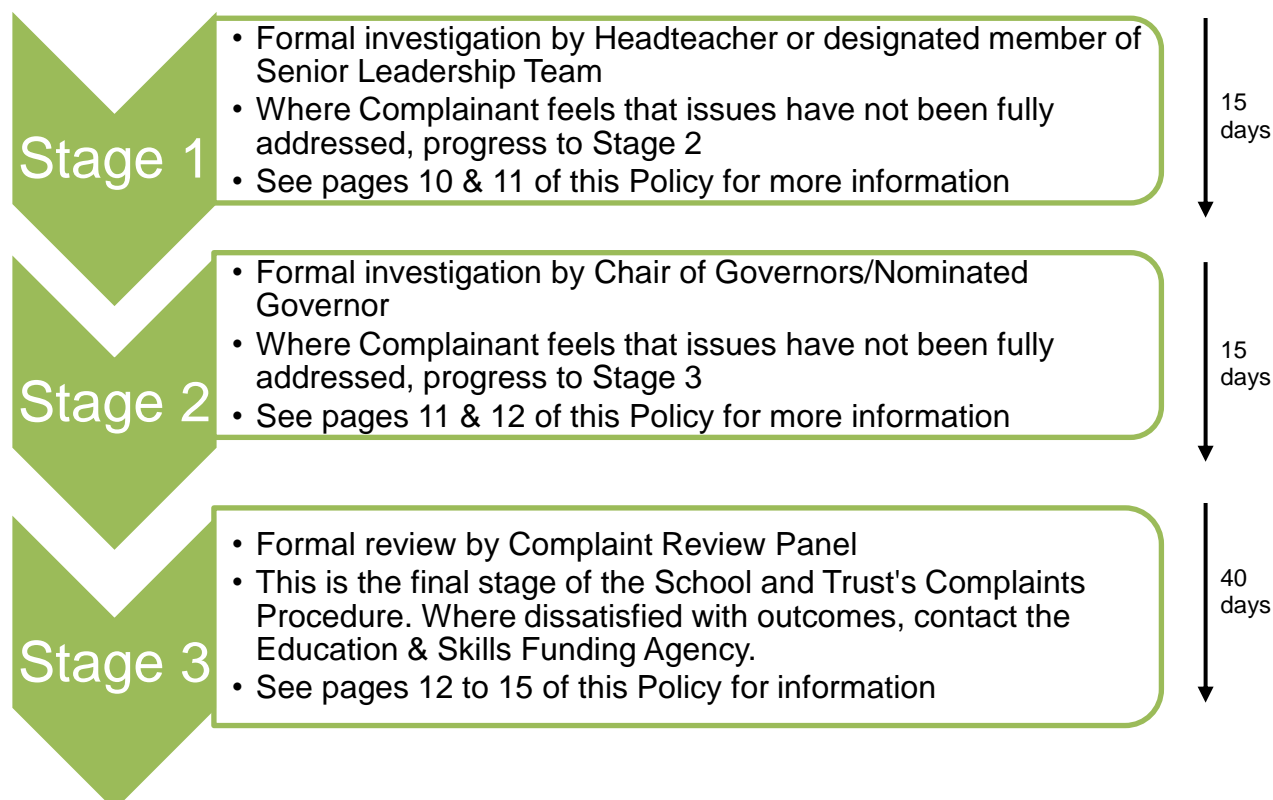 Stage 1
• Formal investigation by Headteacher or designated member of
Senior Leadership Team
• Where Complainant feels that issues have not been fully
addressed, progress to Stage 2
• See pages 10 & 11 of this Policy for more information
15
days
Stage 2
• Formal investigation by Chair of Governors/Nominated
Governor
• Where Complainant feels that issues have not been fully
addressed, progress to Stage 3
• See pages 11 & 12 of this Policy for more information
15
days
Stage 3
• Formal review by Complaint Review Panel
• This is the final stage of the School and Trust's Complaints
Procedure. Where dissatisfied with outcomes, contact the
Education & Skills Funding Agency.
• See pages 12 to 15 of this Policy for information
40
days